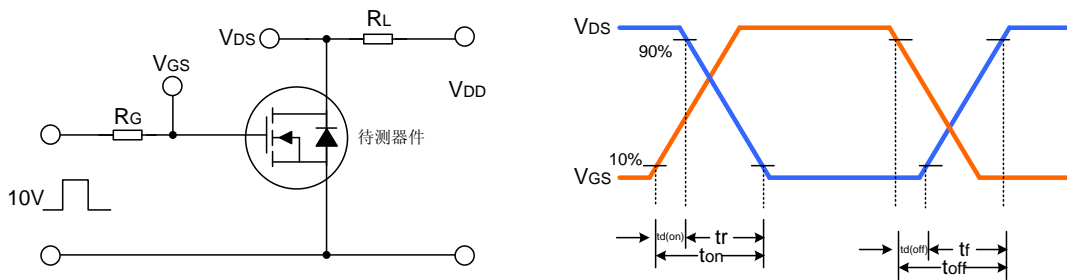 VDS
RL
VGS
VDD
RG
待测器件
10V
VDS
90%
10%
VGS
td(on)
tr
ton
td(off)
tf
toff